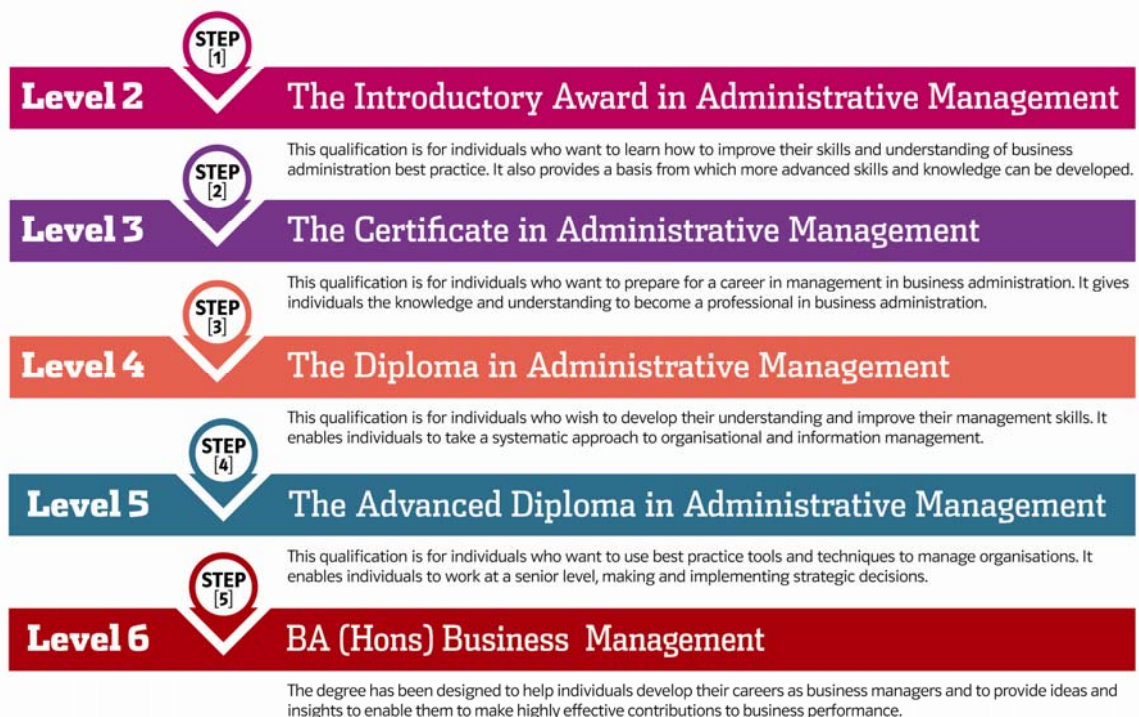 STEP
[1]
Level 2
The Introductory Award in Administrative Management
This qualification is for individuals who want to learn how to improve their skills and understanding of business
administration best practice. It also provides a basis from which more advanced skills and knowledge can be developed.
STEP
[2]
Level 3
The Certificate in Administrative Management
This qualification is for individuals who want to prepare for a career in management in business administration. It gives
individuals the knowledge and understanding to become a professional in business administration.
STEP
[3]
Level 4
The Diploma in Administrative Management
This qualification is for individuals who wish to develop their understanding and improve their management skills. It
enables individuals to take a systematic approach to organisational and information management.
STEP
[4]
Level 5
The Advanced Diploma in Administrative Management
This qualification is for individuals who want to use best practice tools and techniques to manage organisations. It
enables individuals to work at a senior level, making and implementing strategic decisions.
STEP
[5]
Level 6
BA (Hons) Business Management
The degree has been designed to help individuals develop their careers as business managers and to provide ideas and
insights to enable them to make highly effective contributions to business performance.